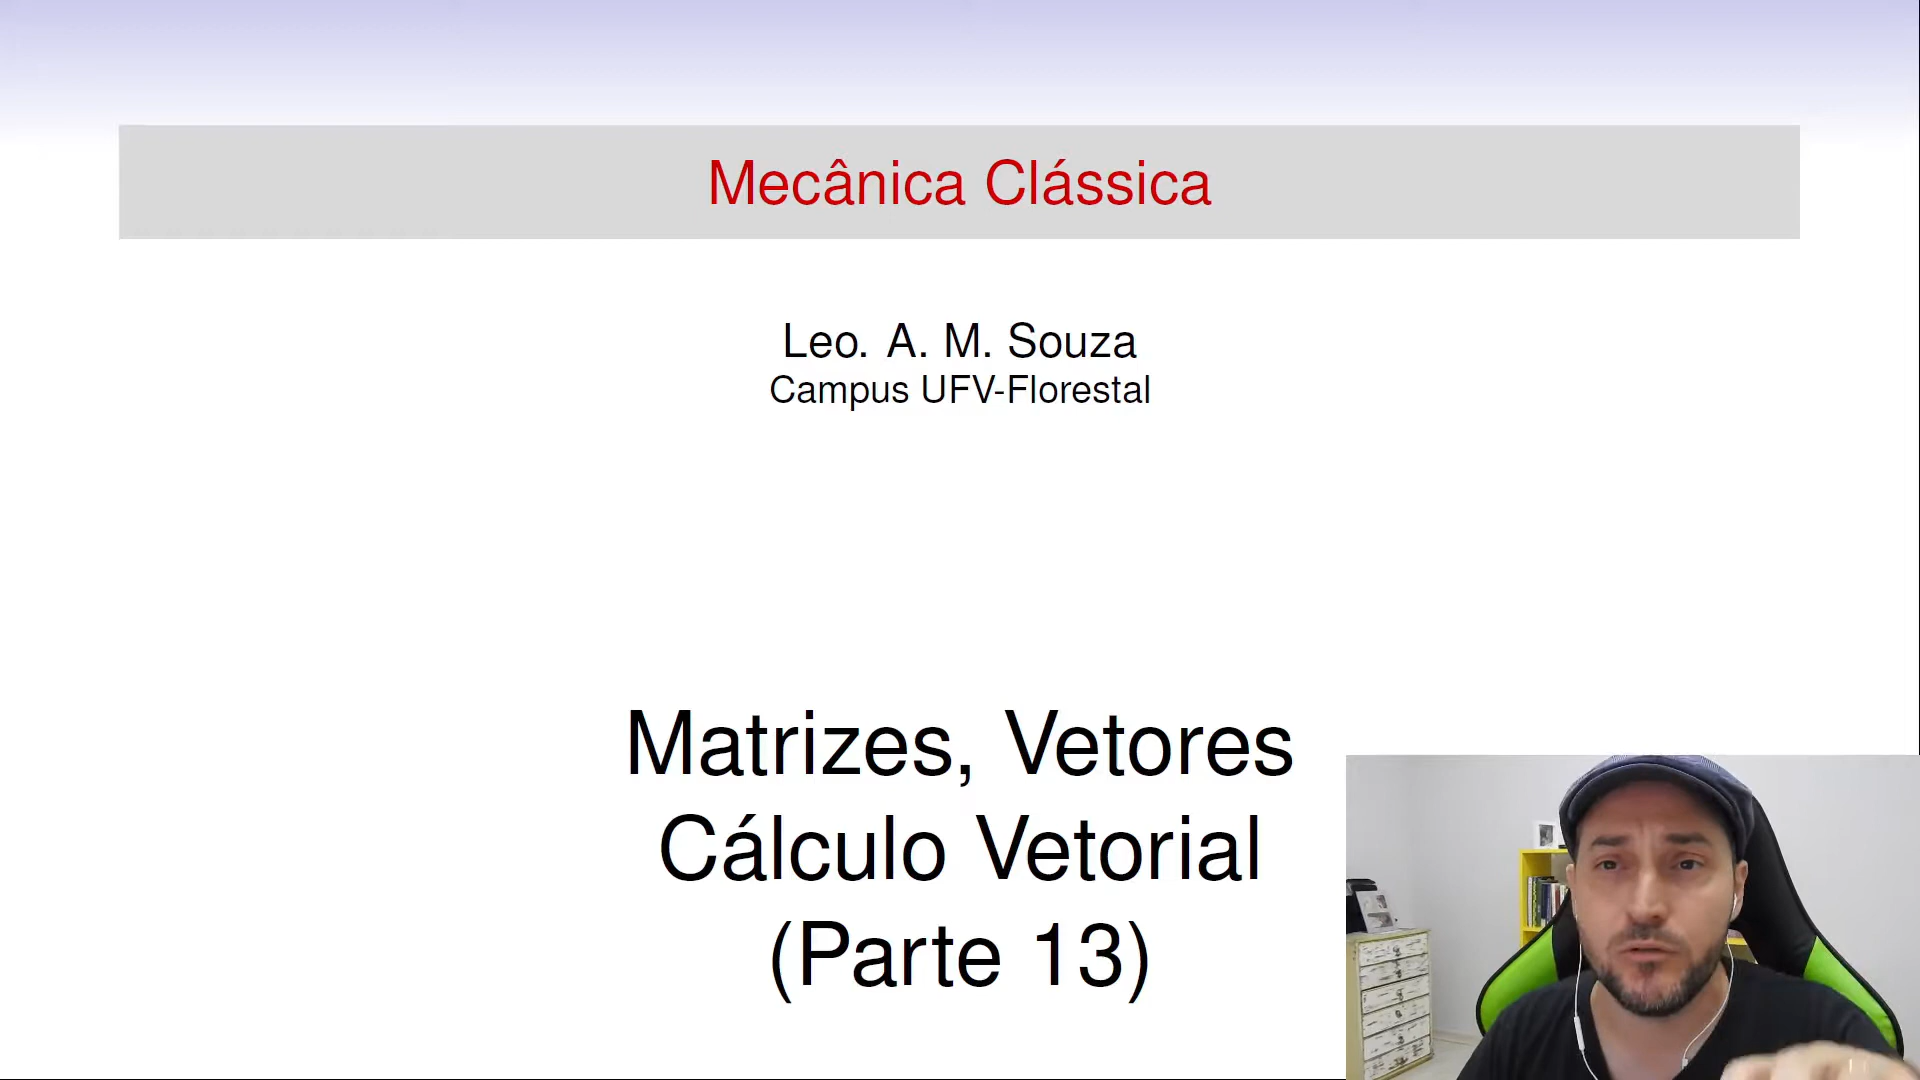 Mecânica Clássica
Leo. A. M. Souza
Campus UFV-Florestal
Matrizes, Vetores
Cálculo Vetorial
(Parte 13)